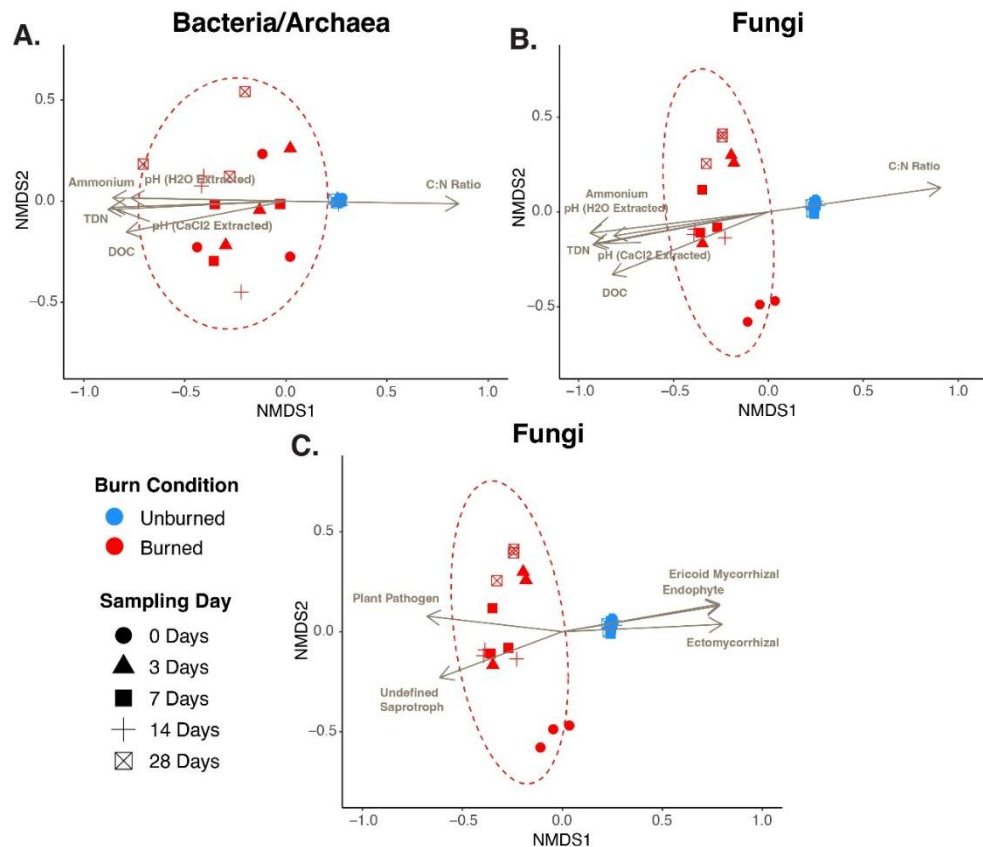 A.
Bacteria/Archaea
0.5
0.0
−0.5
NMDS2
Ammonium
pH (H2O Extracted)
TDN
pH (CaCl2 Extracted)
DOC
C:N Ratio
−1.0
−0.5
0.0
0.5
1.0
NMDS1
B.
Fungi
0.5
0.0
−0.5
NMDS2
C:N Ratio
Ammonium
pH (H2O Extracted)
TDN
pH (CaCl2 Extracted)
DOC
−1.0
−0.5
0.0
0.5
1.0
NMDS1
C.
Fungi
0.5
0.0
−0.5
NMDS2
Plant Pathogen
Undefined
Saprotroph
Ericoid Mycorrhizal
Endophyte
Ectomycorrhizal
−1.0
−0.5
0.0
0.5
1.0
NMDS1
Burn Condition
Unburned
Burned
Sampling Day
0 Days
3 Days
7 Days
14 Days
28 Days